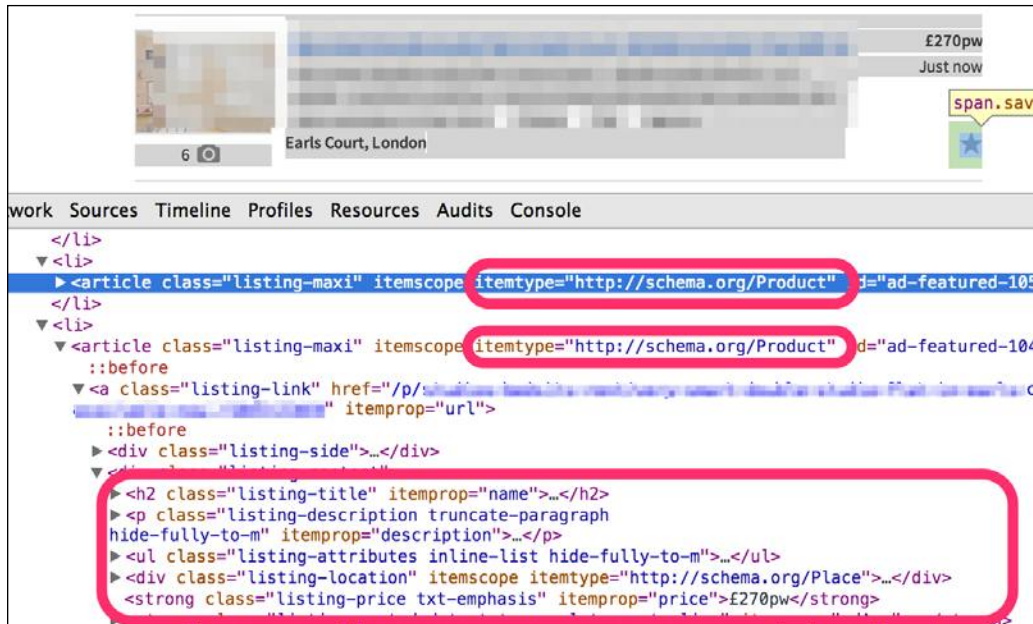 £270pw
Just now
span.sav
6
Earls Court, London
work Sources Timeline Profiles Resources Audits Console
</li>
▼<li>
▶<article class="listing-maxi" itemscope itemtype="http://schema.org/Product" id="ad-featured-105
</li>
▼<li>
▼<article class="listing-maxi" itemscope itemtype="http://schema.org/Product" id="ad-featured-104
::before
▼<a class="listing-link" href="/p/
" itemprop="url">
::before
▶<div class="listing-side">…</div>
▶<h2 class="listing-title" itemprop="name">…</h2>
▶<p class="listing-description truncate-paragraph
hide-fully-to-m" itemprop="description">…</p>
▶<ul class="listing-attributes inline-list hide-fully-to-m">…</ul>
▶<div class="listing-location" itemscope itemtype="http://schema.org/Place">…</div>
<strong class="listing-price txt-emphasis" itemprop="price">£270pw</strong>